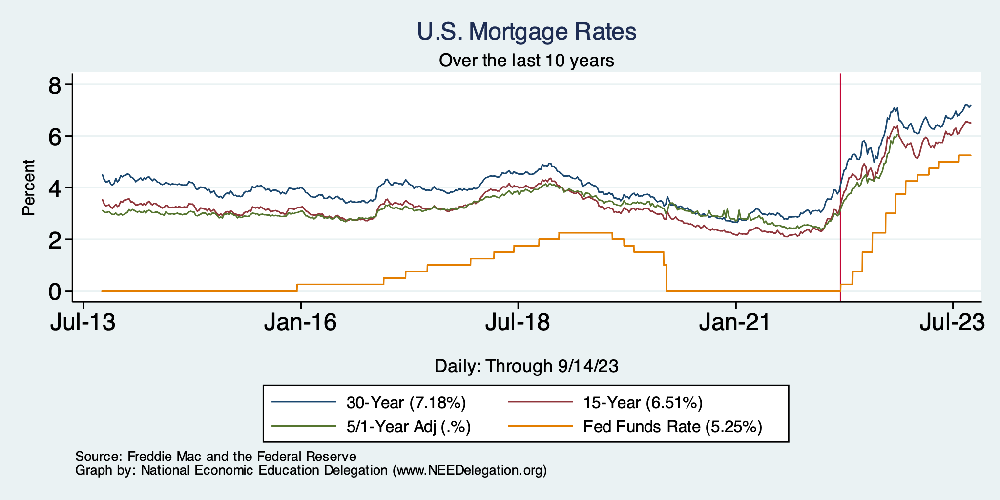 U.S. Mortgage Rates
Over the last 10 years
Percent
8
6
4
2
0
Jul-13 Jan-16 Jul-18 Jan-21 Jul-23
Daily: Through 9/14/23
30-Year (7.18%) 15-Year (6.51%)
5/1-Year Adj (.%) Fed Funds Rate (5.25%)
Source: Freddie Mac and the Federal Reserve
Graph by: National Economic Education Delegation (www.NEEDelegation.org)